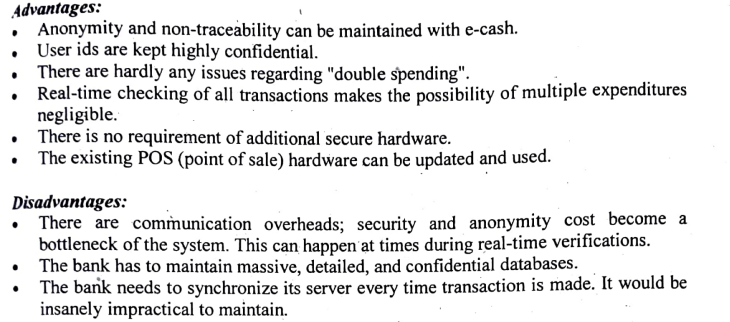 Advantages:
• Anonymity and non-traceability can be maintained with e-cash.
• User ids are kept highly confidential.
• There are hardly any issues regarding "double spending".
• Real-time checking of all transactions makes the possibility of multiple expenditures
negligible.
• There is no requirement of additional secure hardware.
• The existing POS (point of sale) hardware can be updated and used.
Disadvantages:
• There are communication overheads; security and anonymity cost become a
bottleneck of the system. This can happen at times during real-time verifications.
• The bank has to maintain massive, detailed, and confidential databases.
• The bank needs to synchronize its server every time transaction is made. It would be
insanely impractical to maintain.